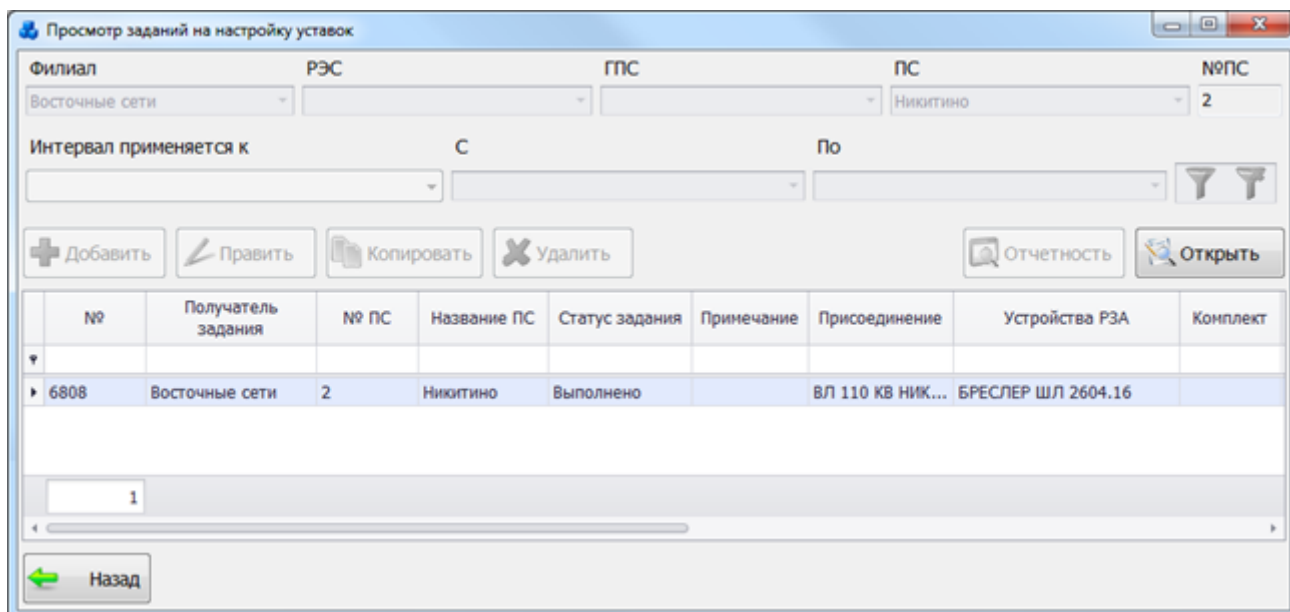 Просмотр заданий на настройку уставок
Филиал РЭС ГПС ПС №ПС
Восточные сети Никитино 2
Интервал применяется к С По
Добавить Править Копировать Удалить Отчетность Открыть
№ Получатель задания № ПС Название ПС Статус задания Примечание Присоединение Устройства РЗА Комплект
6808 Восточные сети 2 Никитино Выполнено ВЛ 110 КВ НИК... БРЕСЛЕР ШЛ 2604.16
1
Назад